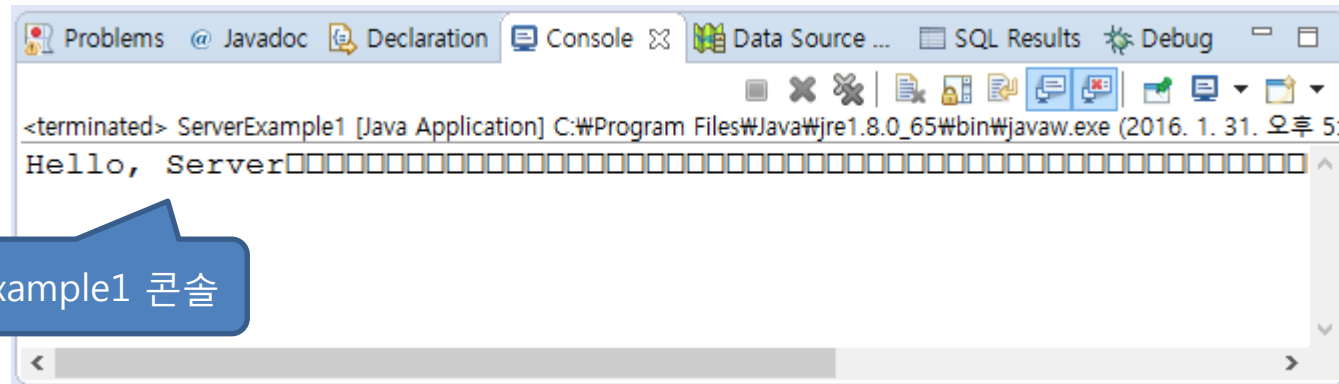 Problems @ Javadoc Declaration Console Data Source ... SQL Results Debug
<terminated> ServerExample1 [Java Application] C:₩Program Files₩Java₩jre1.8.0_65₩bin₩javaw.exe (2016. 1. 31. 오후 5:
Hello, Server□□□□□□□□□□□□□□□□□□□□□□□□□□□□□□□□□□□□□□□□□□□□□□□□□□□□□□□
xample1 콘솔